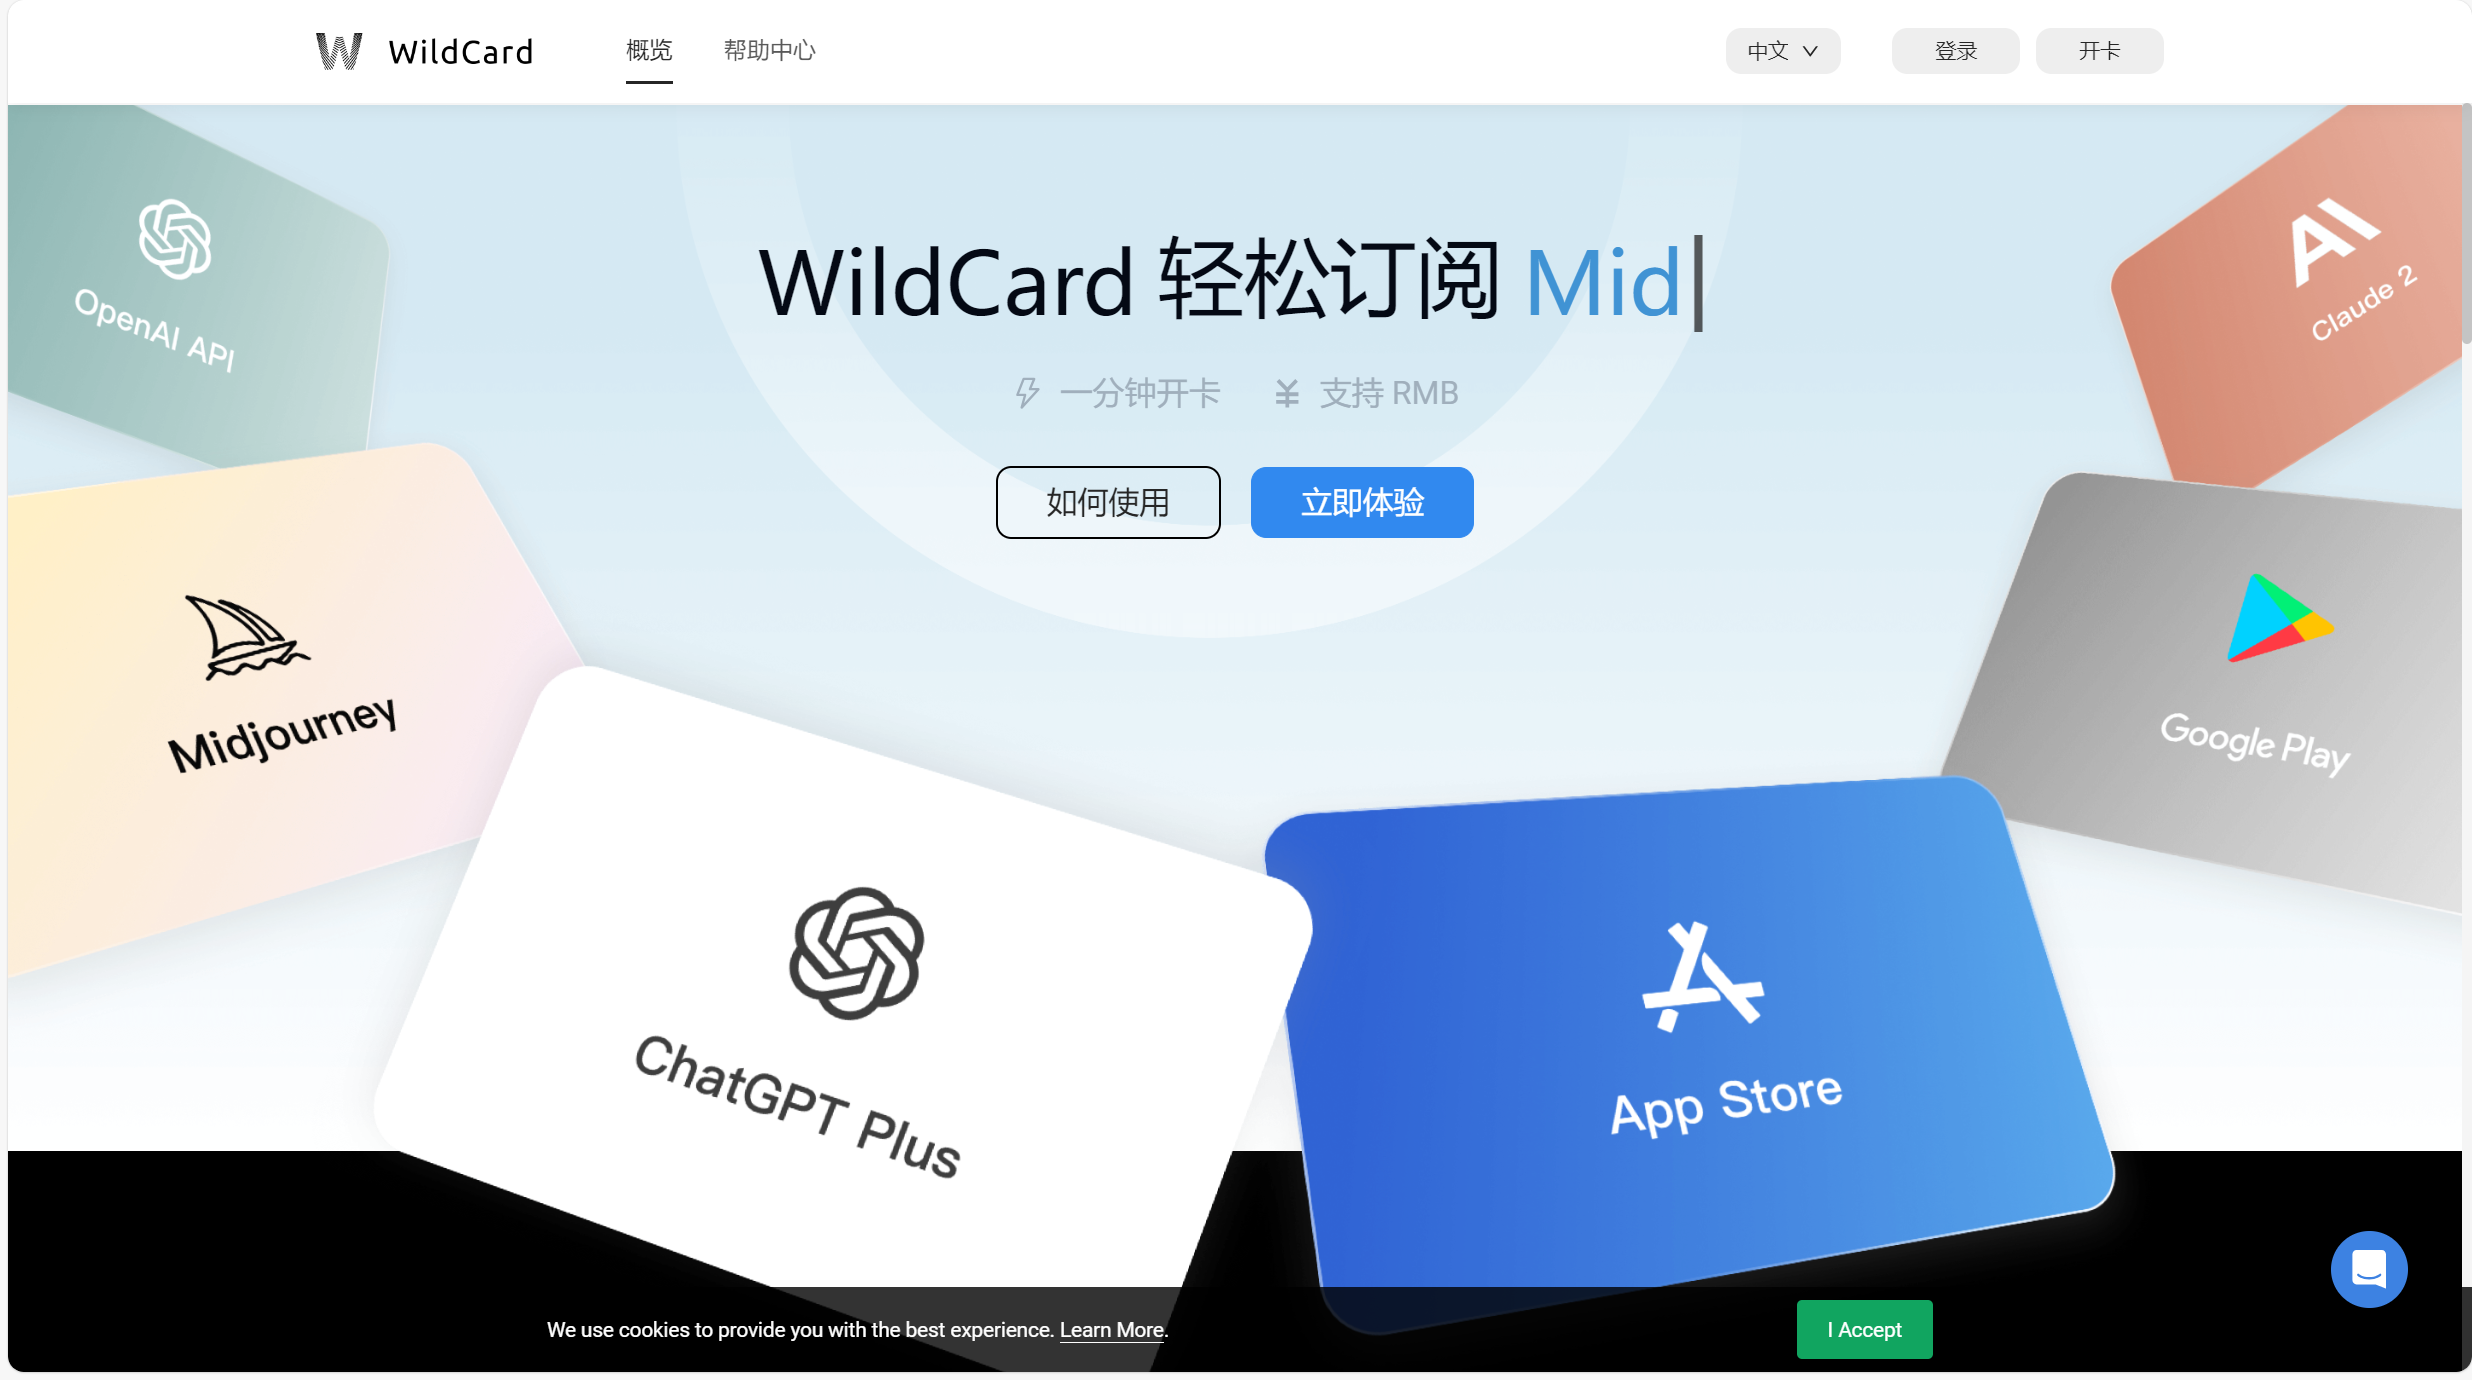 WildCard
概览
帮助中心
中文
登录
开卡
OpenAI API
Claude 2
WildCard 轻松订阅 Mid
一分钟开卡
支持 RMB
如何使用
立即体验
Midjourney
Google Play
ChatGPT Plus
App Store
We use cookies to provide you with the best experience. Learn More.
I Accept